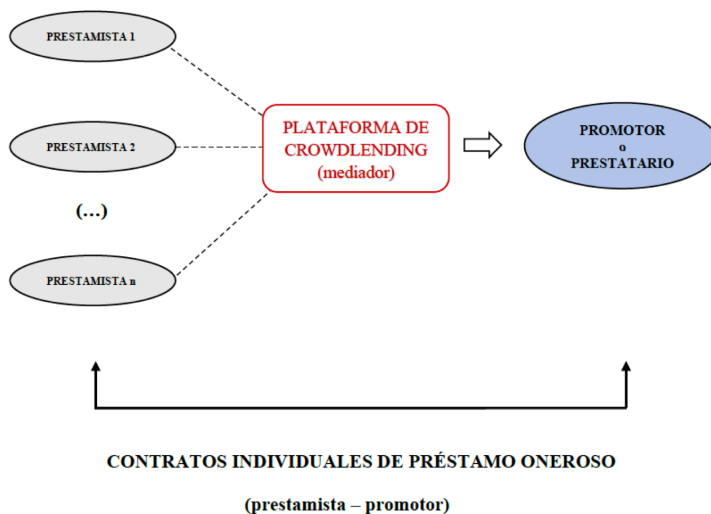 PRESTAMISTA 1
PRESTAMISTA 2
(...)
PRESTAMISTA n
PLATAFORMA DE
CROWDLENDING
(mediador)
PROMOTOR
o
PRESTATARIO
CONTRATOS INDIVIDUALES DE PRÉSTAMO ONEROSO
(prestamista – promotor)